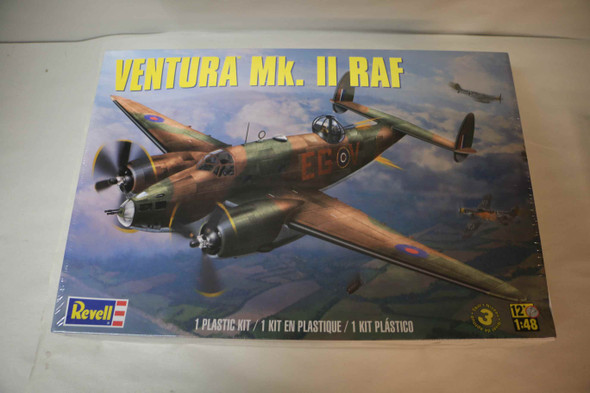 VENTURA Mk. II RAF
EG V
Revell
1 PLASTIC KIT / 1 KIT EN PLASTIQUE / 1 KIT PLÁSTICO
3
12
1:48